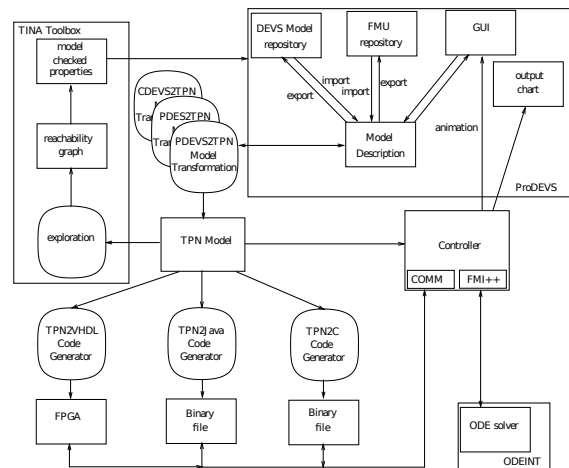 TINA Toolbox
model
checked
properties
reachability
graph
exploration
CDEVS2TPN
PDES2TPN
PDEVS2TPN
Model
Transformation
DEVS Model
repository
FMU
repository
GUI
output
chart
import
import
export
export
animation
Model
Description
ProDEVS
TPN Model
Controller
COMM
FMI++
TPN2VHDL
Code
Generator
TPN2Java
Code
Generator
TPN2C
Code
Generator
FPGA
Binary
file
Binary
file
ODE solver
ODEINT